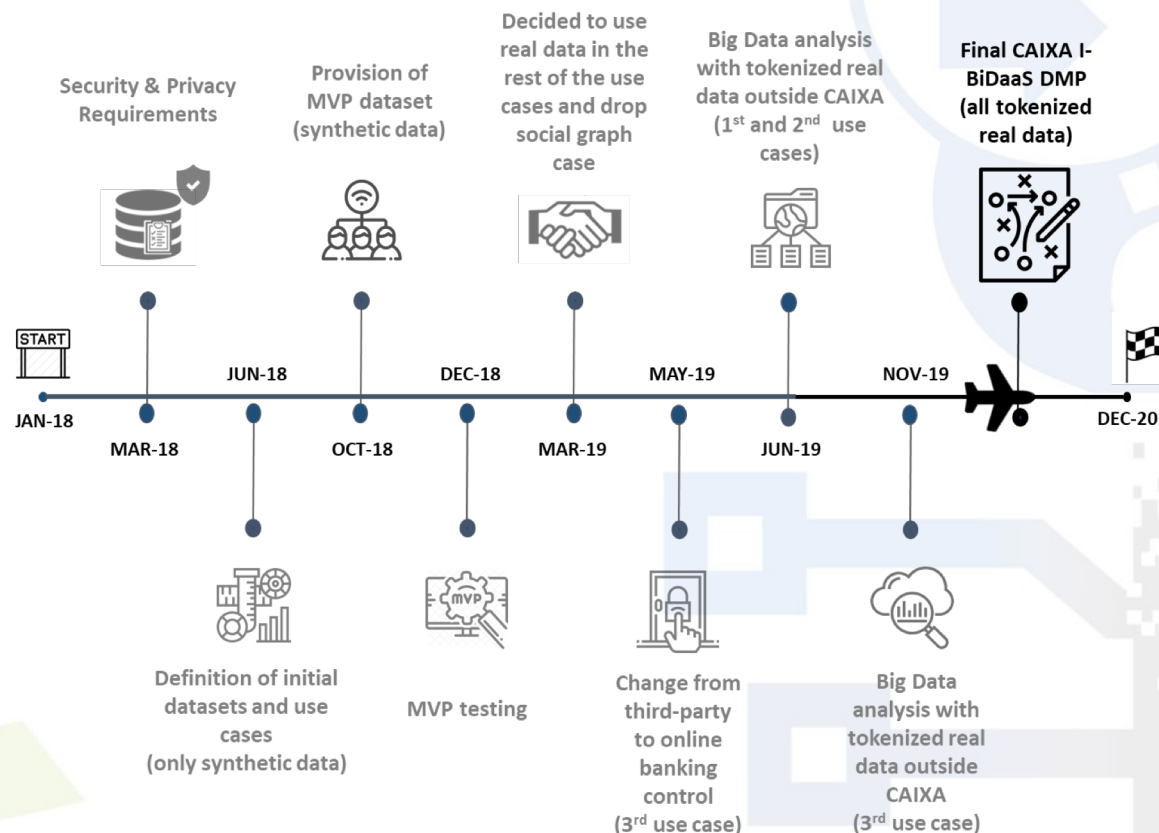 Security & Privacy
Requirements
Provision of
MVP dataset
(synthetic data)
Decided to use
real data in the
rest of the use
cases and drop
social graph
case
Big Data analysis
with tokenized real
data outside CAIXA
(1st and 2nd use
cases)
Final CAIXA I-
BiDaaS DMP
(all tokenized
real data)
START
JUN-18
DEC-18
MAY-19
NOV-19
JAN-18
MAR-18
OCT-18
MAR-19
JUN-19
DEC-20
MVP
Definition of initial
datasets and use
cases
(only synthetic data)
MVP testing
Change from
third-party
to online
banking
control
(3rd use case)
Big Data
analysis with
tokenized real
data outside
CAIXA
(3rd use case)